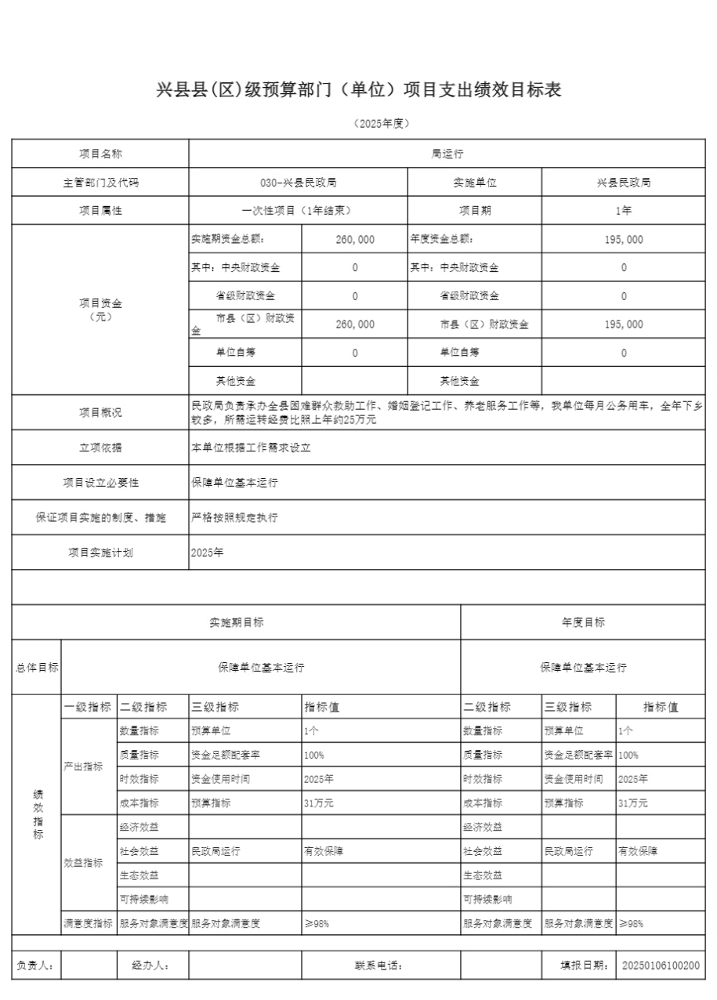 兴县县(区)级预算部门（单位）项目支出绩效目标表
（2025年度）
项目名称 局运行
主管部门及代码 030-兴县民政局 实施单位 兴县民政局
项目属性 一次性项目（1年结束） 项目期 1年
项目资金
（元）
实施期资金总额： 260,000 年度资金总额： 195,000
其中：中央财政资金 0 其中：中央财政资金 0
省级财政资金 0 省级财政资金 0
市县（区）财政资
金 260,000 市县（区）财政资金 195,000
单位自筹 0 单位自筹 0
其他资金 其他资金
项目概况 民政局负责承办全县困难群众救助工作、婚姻登记工作、养老服务工作等，我单位每月公务用车，全年下乡
较多，所需运转经费比照上年约25万元
立项依据 本单位根据工作需求设立
项目设立必要性 保障单位基本运行
保证项目实施的制度、措施 严格按照规定执行
项目实施计划 2025年
实施期目标 年度目标
总体目标 保障单位基本运行 保障单位基本运行
绩
效
指
标
一级指标 二级指标 三级指标 指标值 二级指标 三级指标 指标值
产出指标
数量指标 预算单位 1个 数量指标 预算单位 1个
质量指标 资金足额配套率 100% 质量指标 资金足额配套率 100%
时效指标 资金使用时间 2025年 时效指标 资金使用时间 2025年
成本指标 预算指标 31万元 成本指标 预算指标 31万元
效益指标
经济效益 经济效益
社会效益 民政局运行 有效保障 社会效益 民政局运行 有效保障
生态效益 生态效益
可持续影响 可持续影响
满意度指标 服务对象满意度 服务对象满意度 ≥98% 服务对象满意度 服务对象满意度 ≥98%
负责人： 经办人： 联系电话： 填报日期： 20250106100200